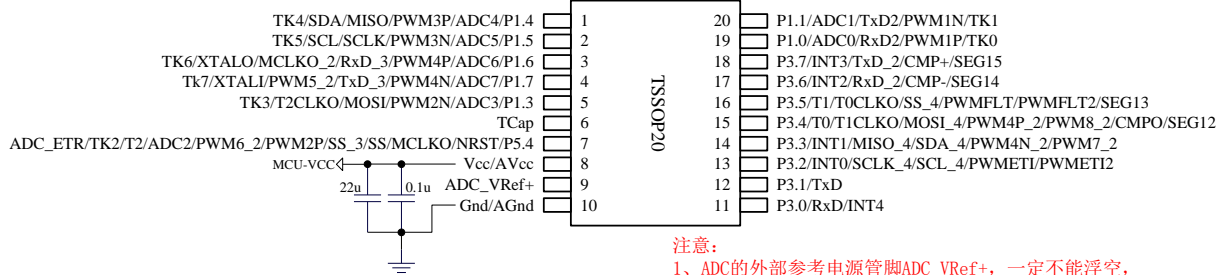 TK4/SDA/MISO/PWM3P/ADC4/P1.4 1 20 P1.1/ADC1/TxD2/PWM1N/TK1
TK5/SCL/SCLK/PWM3N/ADC5/P1.5 2 19 P1.0/ADC0/RxD2/PWM1P/TK0
TK6/XTALO/MCLKO_2/RxD_3/PWM4P/ADC6/P1.6 3 18 P3.7/INT3/TxD_2/CMP+/SEG15
Tk7/XTALI/PWM5_2/TxD_3/PWM4N/ADC7/P1.7 4 17 P3.6/INT2/RxD_2/CMP-/SEG14
TK3/T2CLKO/MOSI/PWM2N/ADC3/P1.3 5 16 P3.5/T1/T0CLKO/SS_4/PWMFLT/PWMFLT2/SEG13
TCap 6 15 P3.4/T0/T1CLKO/MOSI_4/PWM4P_2/PWM8_2/CMPO/SEG12
ADC_ETR/TK2/T2/ADC2/PWM6_2/PWM2P/SS_3/SS/MCLKO/NRST/P5.4 7 14 P3.3/INT1/MISO_4/SDA_4/PWM4N_2/PWM7_2
MCU-VCC Vcc/AVcc 8 13 P3.2/INT0/SCLK_4/SCL_4/PWMETI/PWMETI2
22u 0.1u ADC_VRef+ 9 12 P3.1/TxD
Gnd/AGnd 10 11 P3.0/RxD/INT4
TSSOP20
注意：
1、ADC的外部参考电源管脚ADC_VRef+，一定不能浮空，